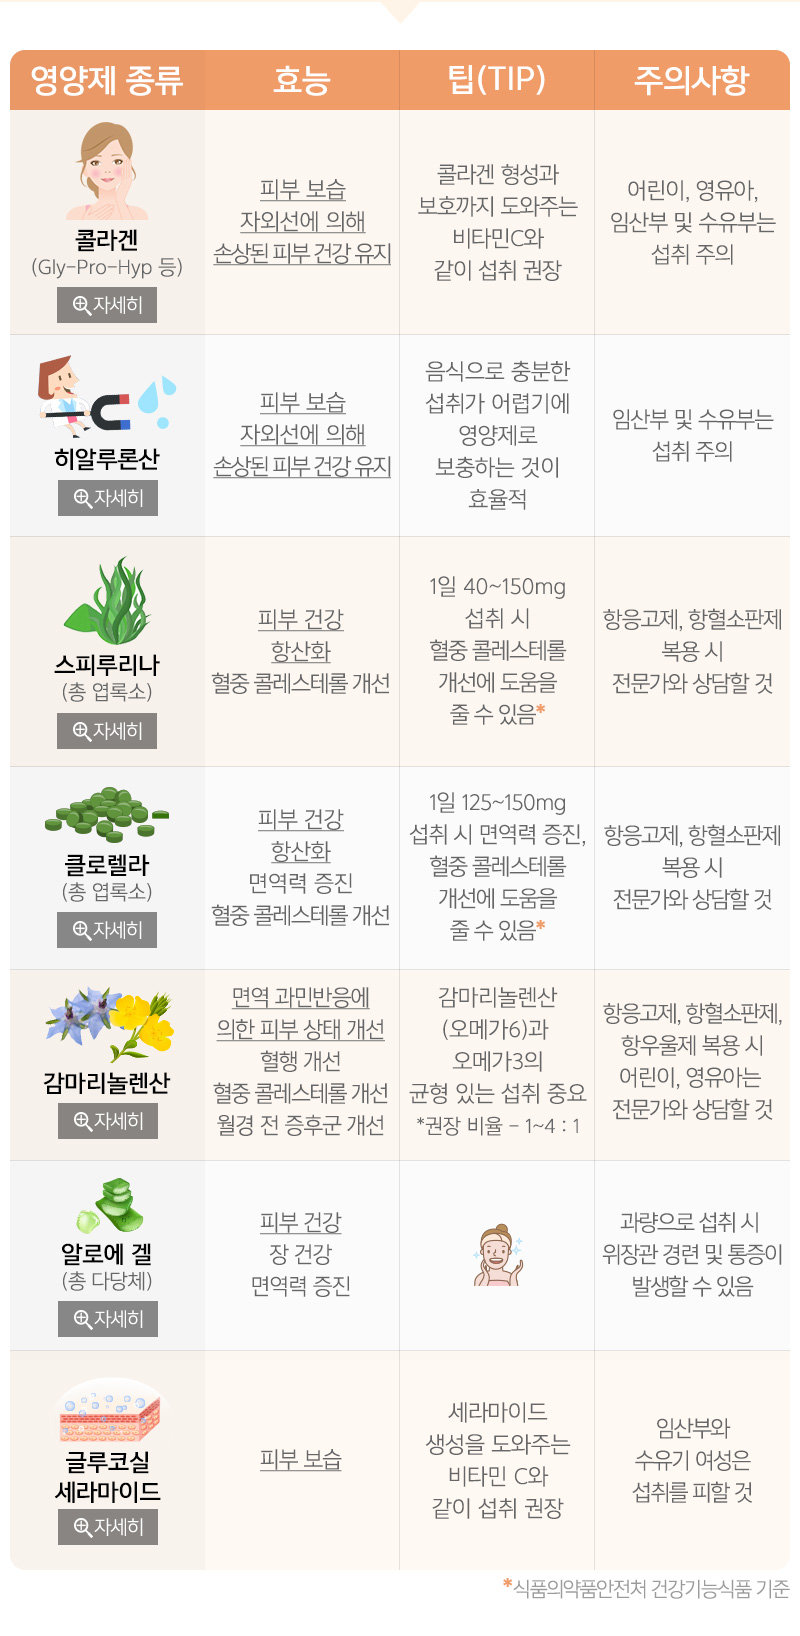 영양제 종류 효능 팁(TIP) 주의사항
콜라겐
(Gly-Pro-Hyp 등)
자세히
피부 보습
자외선에 의해
손상된 피부 건강 유지
콜라겐 형성과
보호까지 도와주는
비타민C와
같이 섭취 권장
어린이, 영유아,
임산부 및 수유부는
섭취 주의
히알루론산
자세히
피부 보습
자외선에 의해
손상된 피부 건강 유지
음식으로 충분한
섭취가 어렵기에
영양제로
보충하는 것이
효율적
임산부 및 수유부는
섭취 주의
스피루리나
(총 엽록소)
자세히
피부 건강
항산화
혈중 콜레스테롤 개선
1일 40~150mg
섭취 시
혈중 콜레스테롤
개선에 도움을
줄 수 있음*
항응고제, 항혈소판제
복용 시
전문가와 상담할 것
클로렐라
(총 엽록소)
자세히
피부 건강
항산화
면역력 증진
혈중 콜레스테롤 개선
1일 125~150mg
섭취 시 면역력 증진,
혈중 콜레스테롤
개선에 도움을
줄 수 있음*
항응고제, 항혈소판제
복용 시
전문가와 상담할 것
감마리놀렌산
자세히
면역 과민반응에
의한 피부 상태 개선
혈행 개선
혈중 콜레스테롤 개선
월경 전 증후군 개선
감마리놀렌산
(오메가6)과
오메가3의
균형 있는 섭취 중요
*권장 비율 - 1~4 : 1
항응고제, 항혈소판제,
항우울제 복용 시
어린이, 영유아는
전문가와 상담할 것
알로에 겔
(총 다당체)
자세히
피부 건강
장 건강
면역력 증진
과량으로 섭취 시
위장관 경련 및 통증이
발생할 수 있음
글루코실
세라마이드
자세히
피부 보습
세라마이드
생성을 도와주는
비타민 C와
같이 섭취 권장
임산부와
수유기 여성은
섭취를 피할 것
*식품의약품안전처 건강기능식품 기준